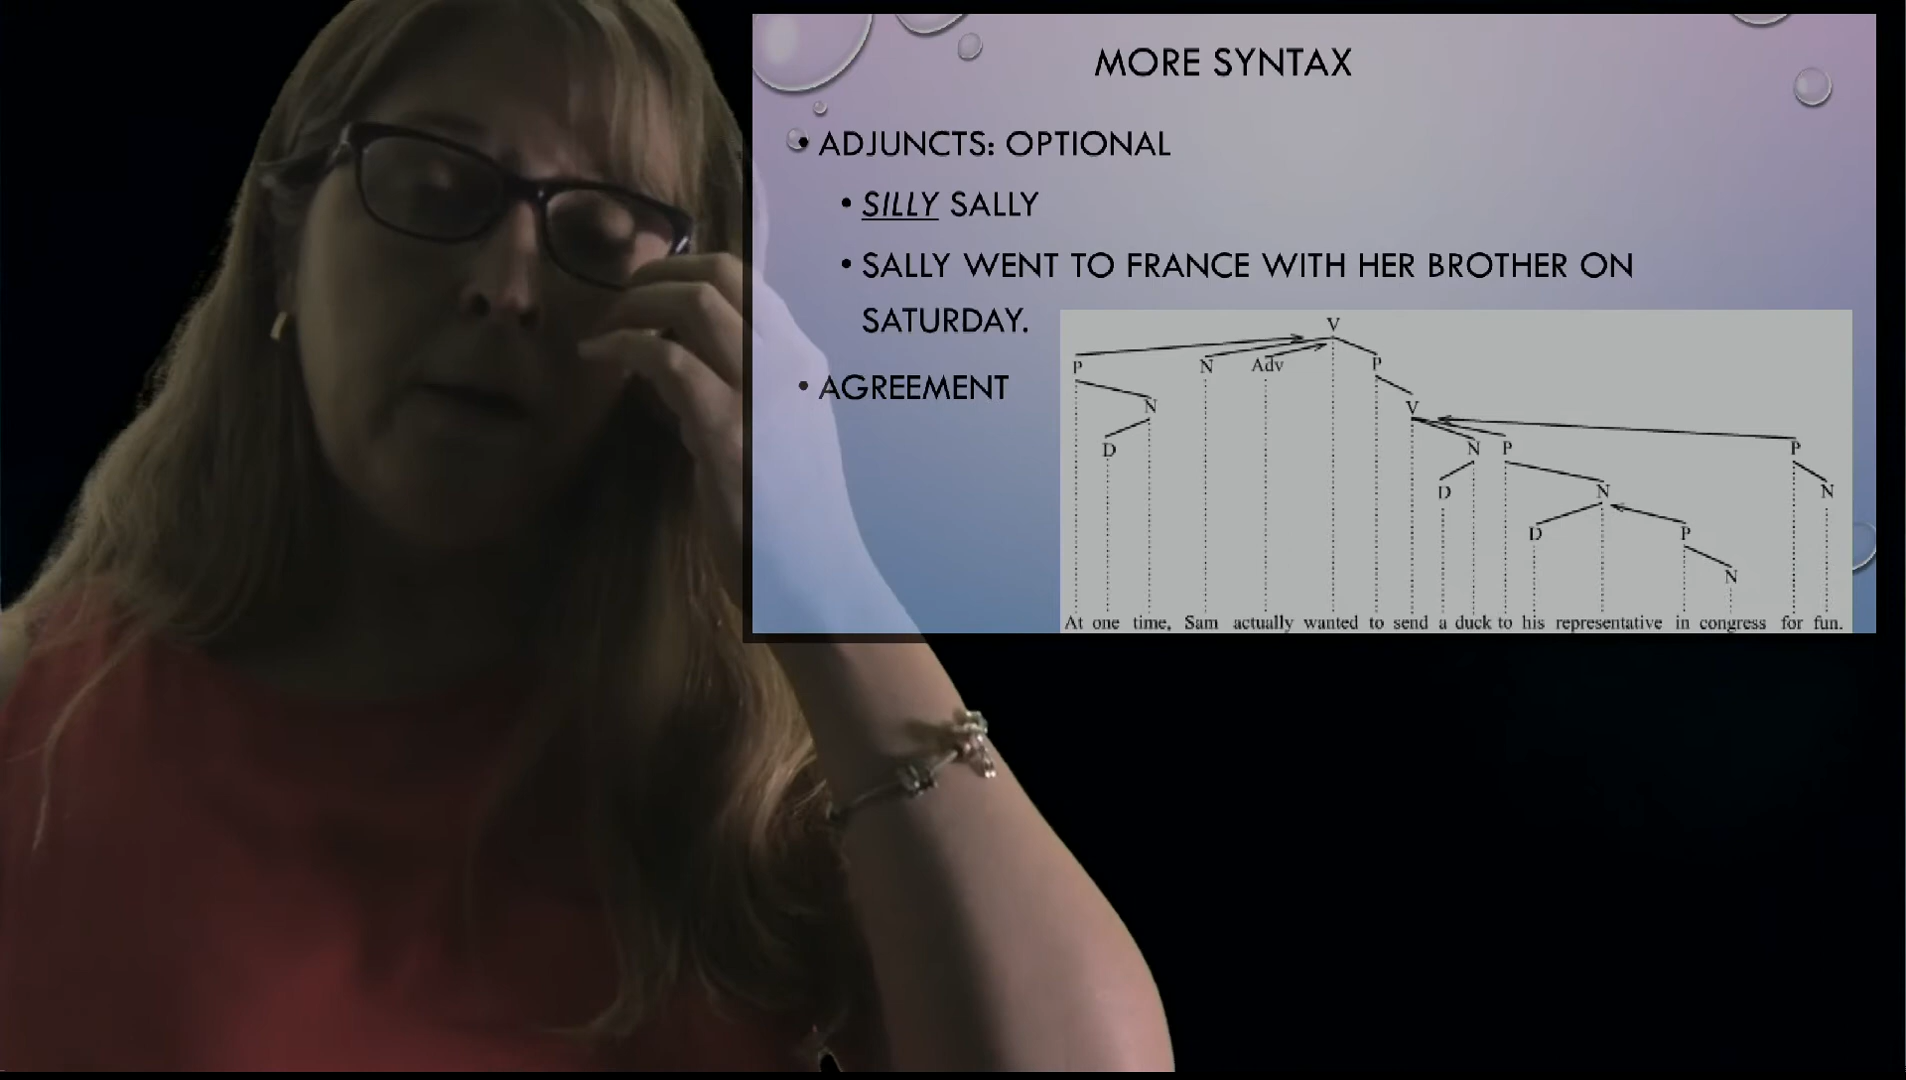 MORE SYNTAX
• ADJUNCTS: OPTIONAL
• SILLY SALLY
• SALLY WENT TO FRANCE WITH HER BROTHER ON
SATURDAY.
• AGREEMENT
V
P N Adv P
N V
D N P P
D N N
D P
N
At one time, Sam actually wanted to send a duck to his representative in congress for fun.